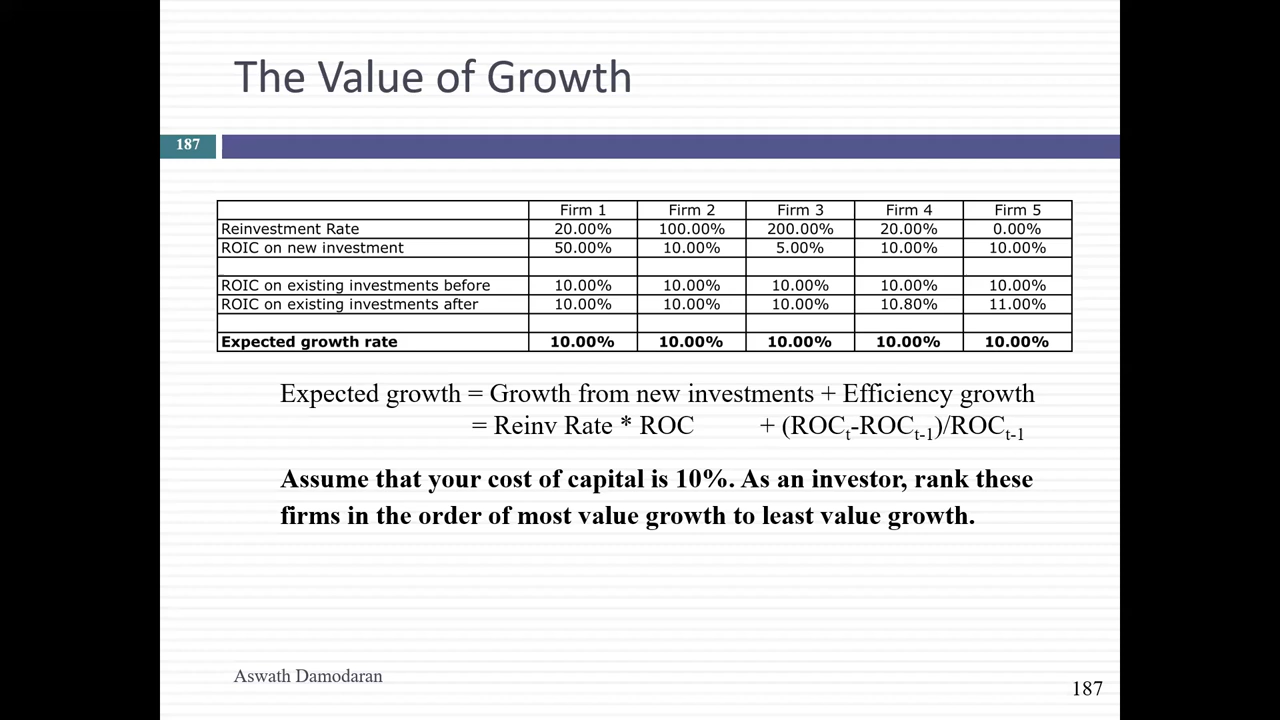 The Value of Growth
187
Firm 1 Firm 2 Firm 3 Firm 4 Firm 5
Reinvestment Rate 20.00% 100.00% 200.00% 20.00% 0.00%
ROIC on new investment 50.00% 10.00% 5.00% 10.00% 10.00%
ROIC on existing investments before 10.00% 10.00% 10.00% 10.00% 10.00%
ROIC on existing investments after 10.00% 10.00% 10.00% 10.80% 11.00%
Expected growth rate 10.00% 10.00% 10.00% 10.00% 10.00%
Expected growth = Growth from new investments + Efficiency growth
= Reinv Rate * ROC + (ROCt-ROCt-1)/ROCt-1
Assume that your cost of capital is 10%. As an investor, rank these
firms in the order of most value growth to least value growth.
Aswath Damodaran
187